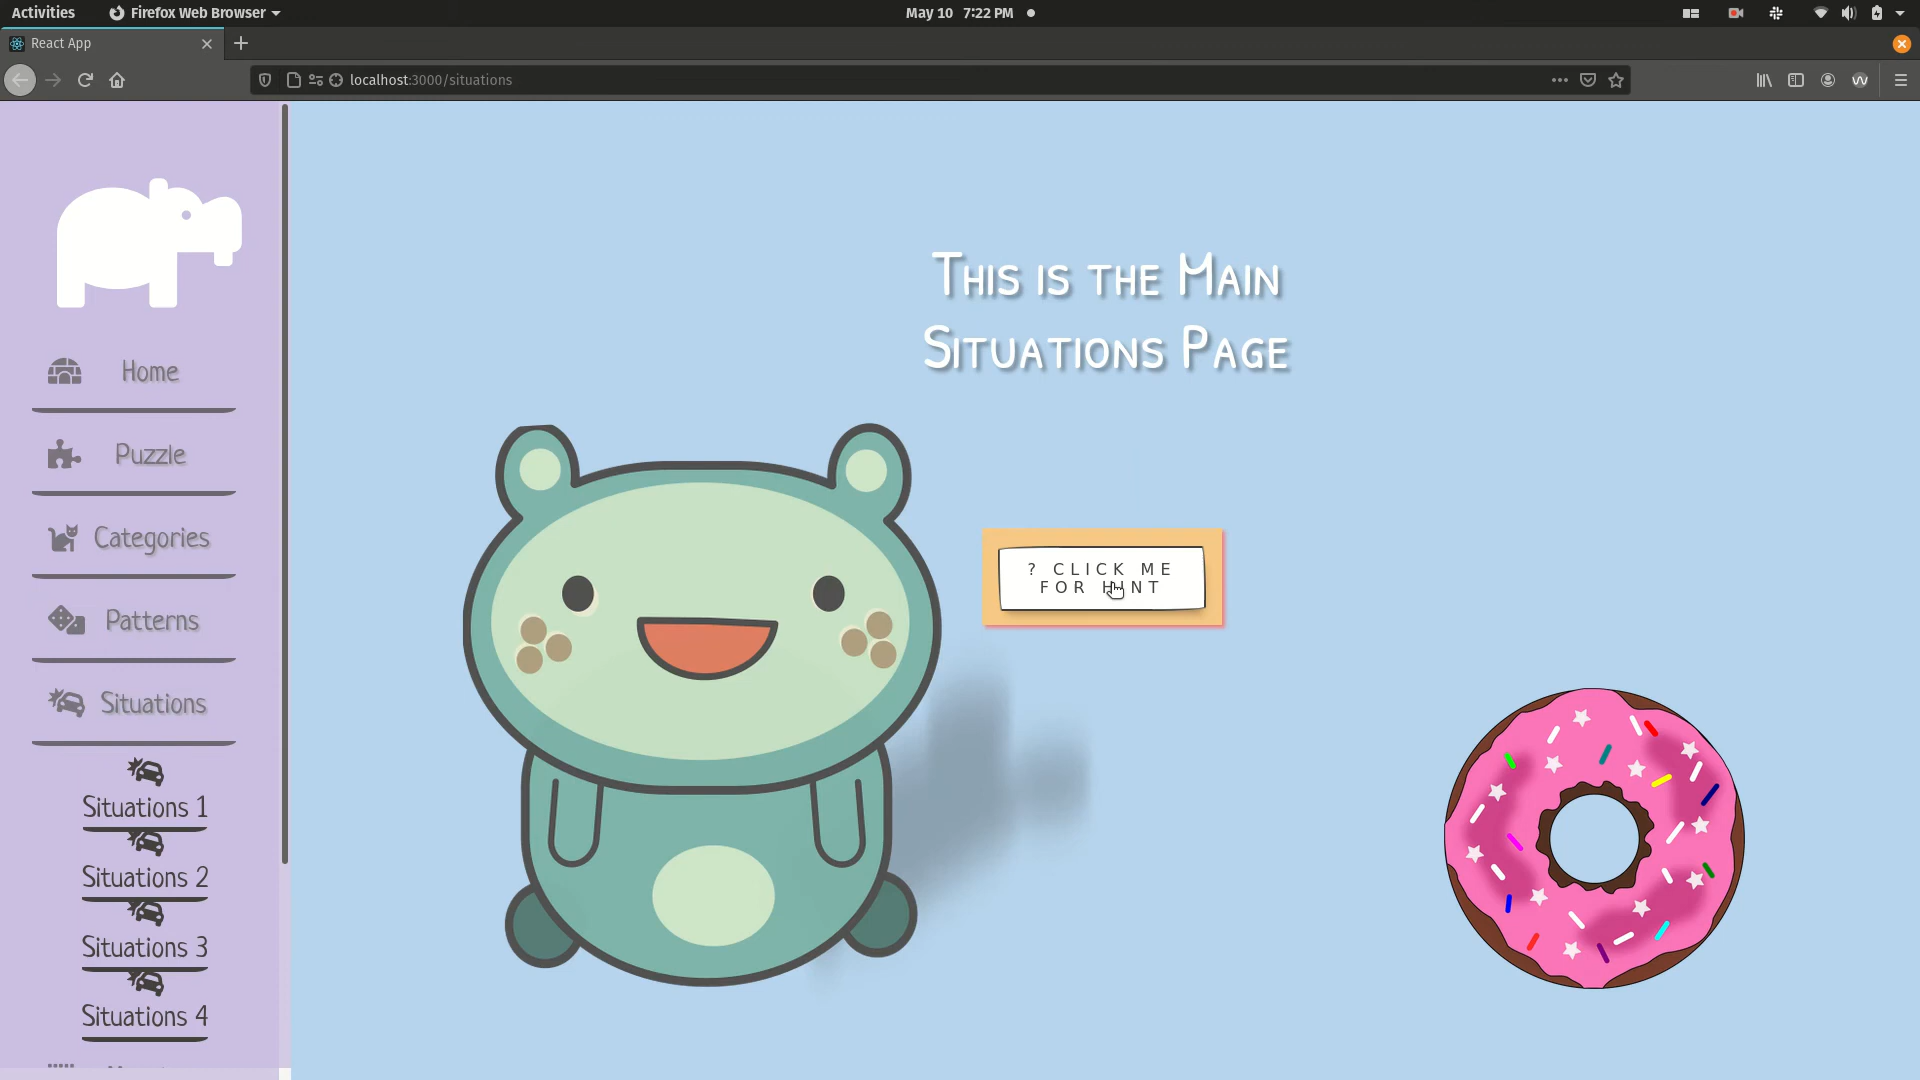 Activities
Firefox Web Browser
May 10 7:22 PM
React App
localhost:3000/situations
Home
Puzzle
Categories
Patterns
Situations
Situations 1
Situations 2
Situations 3
Situations 4
This is the Main
Situations Page
? CLICK ME
FOR HINT